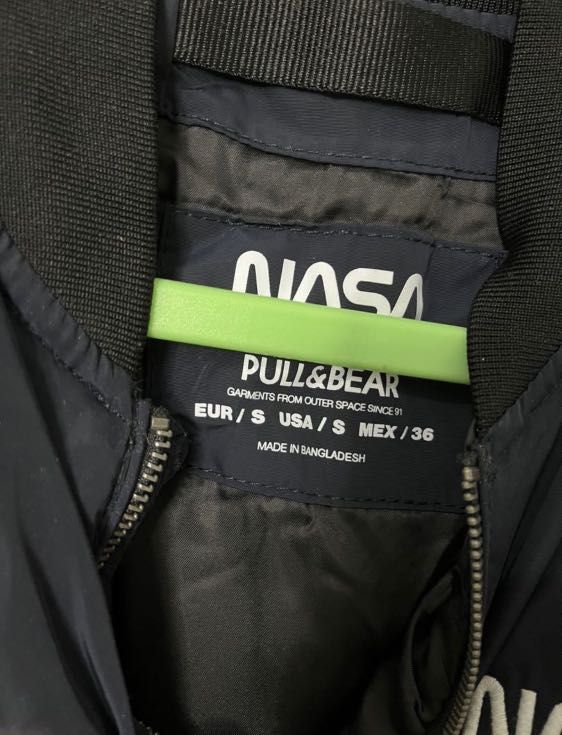 NASA
PULL&BEAR
GARMENTS FROM OUTER SPACE SINCE 91
EUR / S USA / S MEX / 36
MADE IN BANGLADESH